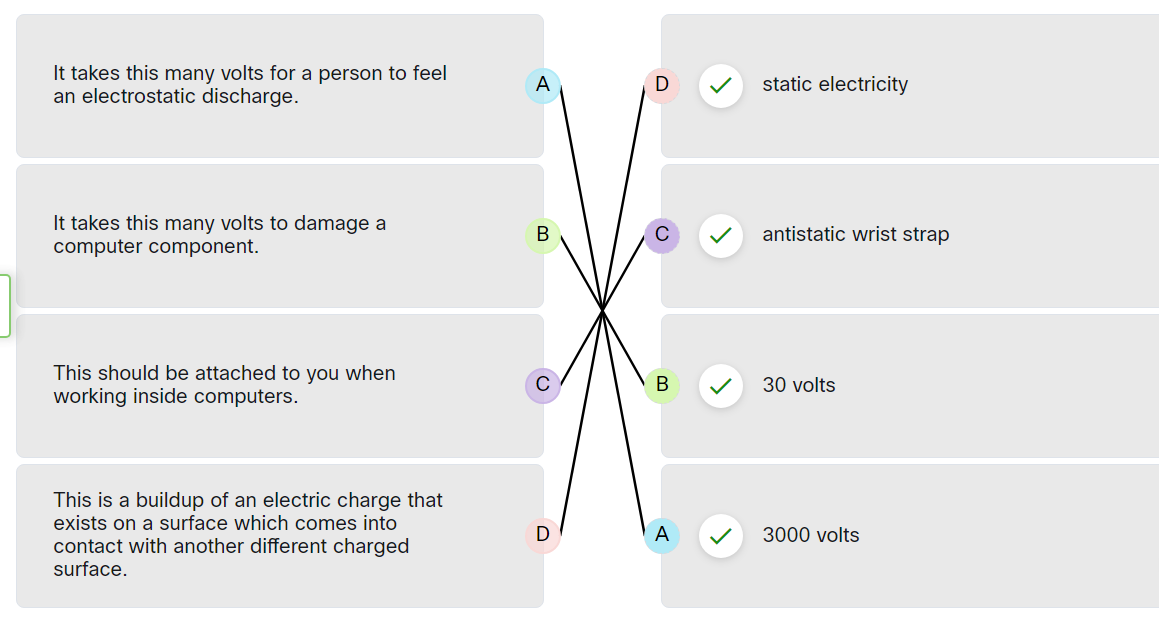 It takes this many volts for a person to feel
an electrostatic discharge.
A
D
static electricity
It takes this many volts to damage a
computer component.
B
C
antistatic wrist strap
This should be attached to you when
working inside computers.
C
B
30 volts
This is a buildup of an electric charge that
exists on a surface which comes into
contact with another different charged
surface.
D
A
3000 volts